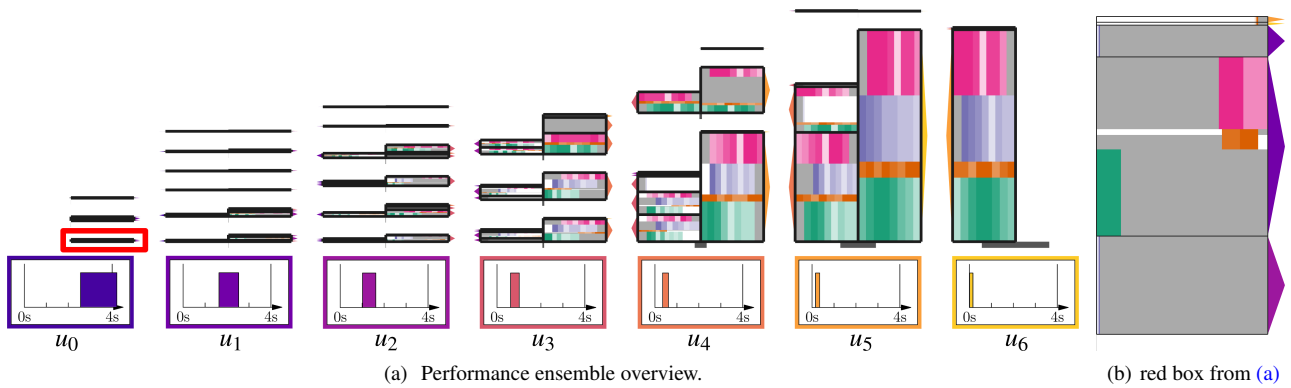 0s 4s 0s 4s 0s 4s 0s 4s 0s 4s 0s 4s 0s 4s
u0 u1 u2 u3 u4 u5 u6
(a) Performance ensemble overview. (b) red box from (a)